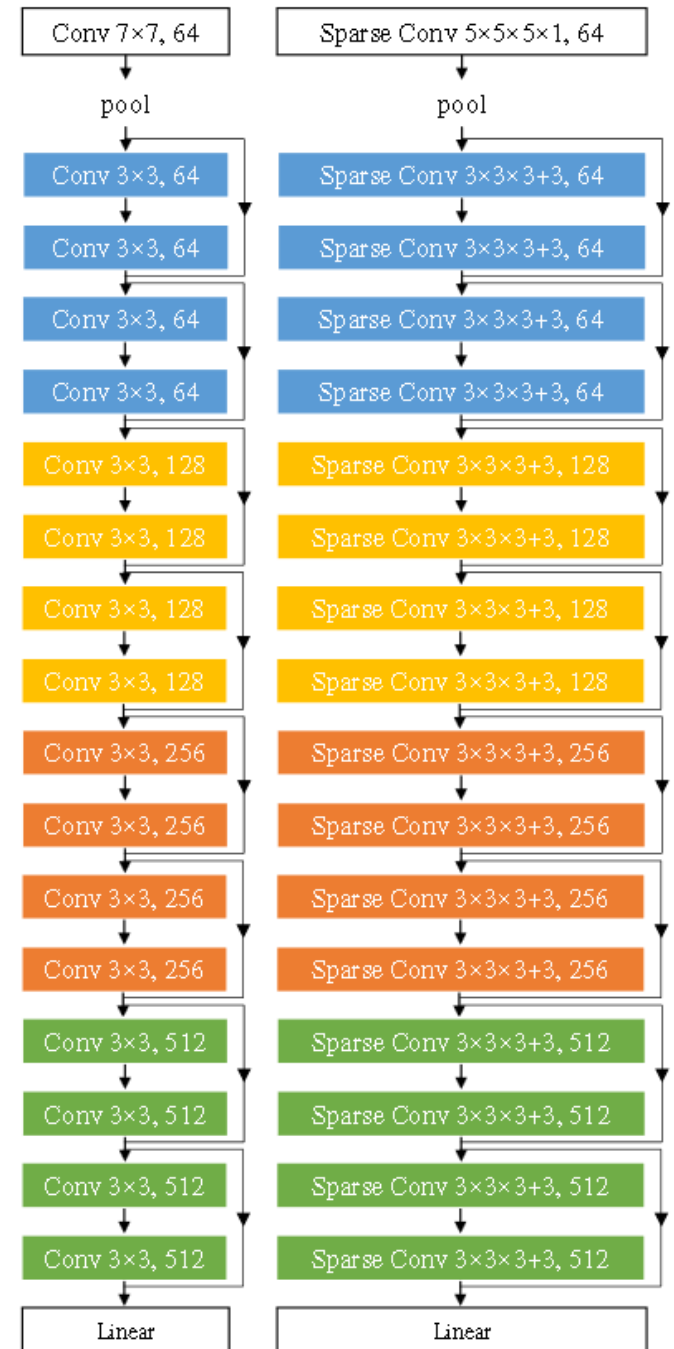 Conv 7×7, 64
pool
Conv 3×3, 64
Conv 3×3, 64
Conv 3×3, 64
Conv 3×3, 64
Conv 3×3, 128
Conv 3×3, 128
Conv 3×3, 128
Conv 3×3, 128
Conv 3×3, 256
Conv 3×3, 256
Conv 3×3, 256
Conv 3×3, 256
Conv 3×3, 512
Conv 3×3, 512
Conv 3×3, 512
Conv 3×3, 512
Linear
Sparse Conv 5×5×5×1, 64
pool
Sparse Conv 3×3×3+3, 64
Sparse Conv 3×3×3+3, 64
Sparse Conv 3×3×3+3, 64
Sparse Conv 3×3×3+3, 64
Sparse Conv 3×3×3+3, 128
Sparse Conv 3×3×3+3, 128
Sparse Conv 3×3×3+3, 128
Sparse Conv 3×3×3+3, 128
Sparse Conv 3×3×3+3, 256
Sparse Conv 3×3×3+3, 256
Sparse Conv 3×3×3+3, 256
Sparse Conv 3×3×3+3, 256
Sparse Conv 3×3×3+3, 512
Sparse Conv 3×3×3+3, 512
Sparse Conv 3×3×3+3, 512
Sparse Conv 3×3×3+3, 512
Linear